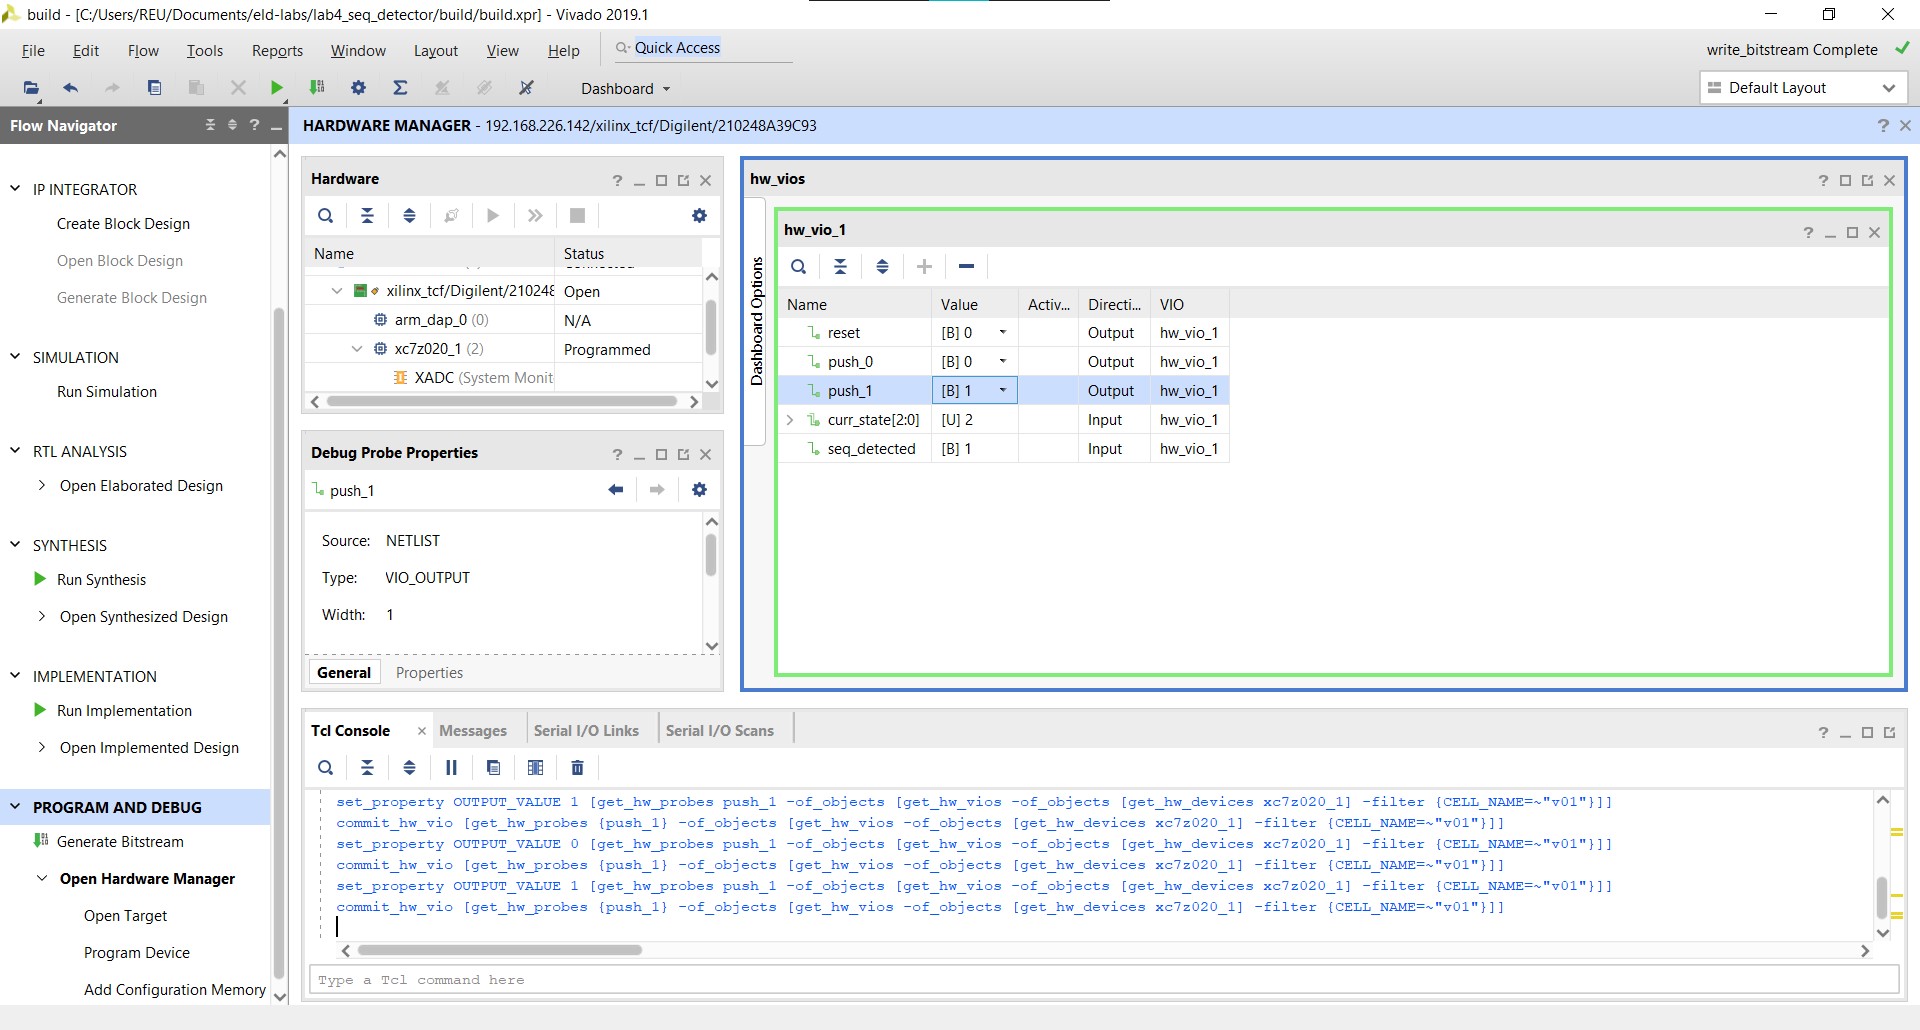 build - [C:/Users/REU/Documents/eld-labs/lab4_seq_detector/build/build.xpr] - Vivado 2019.1
File Edit Flow Tools Reports Window Layout View Help Quick Access
write_bitstream Complete
Dashboard
Default Layout
Flow Navigator
HARDWARE MANAGER - 192.168.226.142/xilinx_tcf/Digilent/210248A39C93
IP INTEGRATOR
Create Block Design
Open Block Design
Generate Block Design
SIMULATION
Run Simulation
RTL ANALYSIS
Open Elaborated Design
SYNTHESIS
Run Synthesis
Open Synthesized Design
IMPLEMENTATION
Run Implementation
Open Implemented Design
PROGRAM AND DEBUG
Generate Bitstream
Open Hardware Manager
Open Target
Program Device
Add Configuration Memory
Hardware
Name Status
xilinx_tcf/Digilent/210248 Open
arm_dap_0 (0) N/A
xc7z020_1 (2) Programmed
XADC (System Monit
Debug Probe Properties
push_1
Source: NETLIST
Type: VIO_OUTPUT
Width: 1
General Properties
hw_vios
Dashboard Options
hw_vio_1
Name Value Activ... Directi... VIO
reset [B] 0 Output hw_vio_1
push_0 [B] 0 Output hw_vio_1
push_1 [B] 1 Output hw_vio_1
curr_state[2:0] [U] 2 Input hw_vio_1
seq_detected [B] 1 Input hw_vio_1
Tcl Console Messages Serial I/O Links Serial I/O Scans
set_property OUTPUT_VALUE 1 [get_hw_probes push_1 -of_objects [get_hw_vios -of_objects [get_hw_devices xc7z020_1] -filter {CELL_NAME=~"v01"}]]
commit_hw_vio [get_hw_probes {push_1} -of_objects [get_hw_vios -of_objects [get_hw_devices xc7z020_1] -filter {CELL_NAME=~"v01"}]]
set_property OUTPUT_VALUE 0 [get_hw_probes push_1 -of_objects [get_hw_vios -of_objects [get_hw_devices xc7z020_1] -filter {CELL_NAME=~"v01"}]]
commit_hw_vio [get_hw_probes {push_1} -of_objects [get_hw_vios -of_objects [get_hw_devices xc7z020_1] -filter {CELL_NAME=~"v01"}]]
set_property OUTPUT_VALUE 1 [get_hw_probes push_1 -of_objects [get_hw_vios -of_objects [get_hw_devices xc7z020_1] -filter {CELL_NAME=~"v01"}]]
commit_hw_vio [get_hw_probes {push_1} -of_objects [get_hw_vios -of_objects [get_hw_devices xc7z020_1] -filter {CELL_NAME=~"v01"}]]
Type a Tcl command here